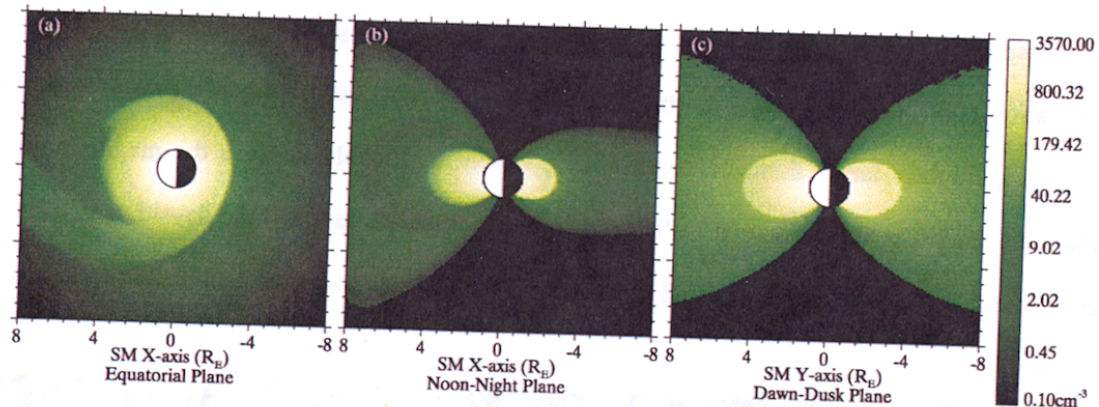 (a)
(b)
(c)
3570.00
800.32
179.42
40.22
9.02
2.02
0.45
0.10cm⁻³
8 4 0 -4 -8
SM X-axis (R_E)
Equatorial Plane
8 4 0 -4 -8
SM X-axis (R_E)
Noon-Night Plane
8 4 0 -4 -8
SM Y-axis (R_E)
Dawn-Dusk Plane